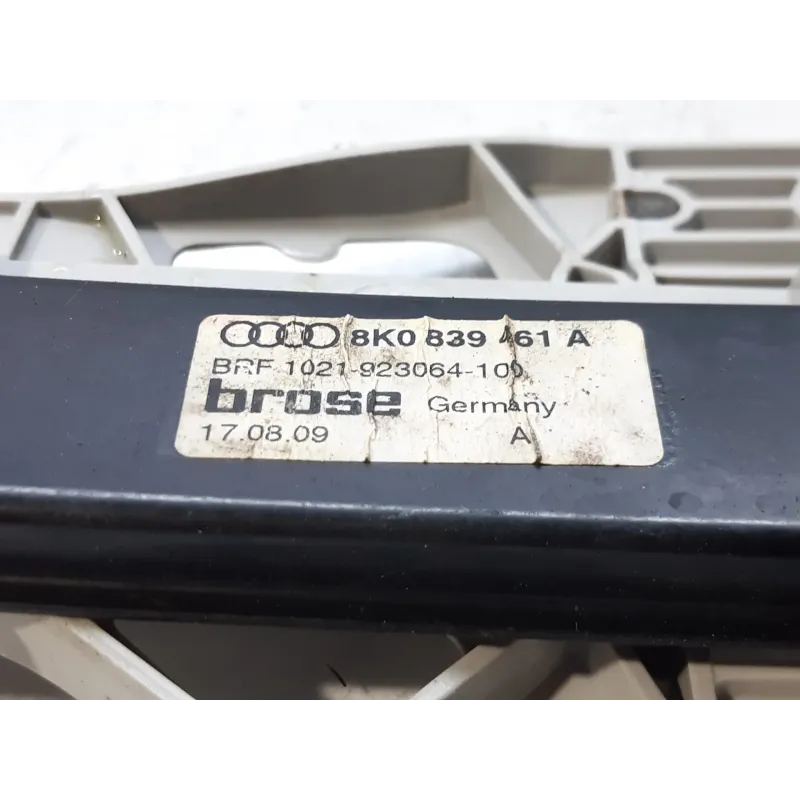 8K0 839 461 A
BRF 1021-923064-100
brose Germany
17.08.09 A